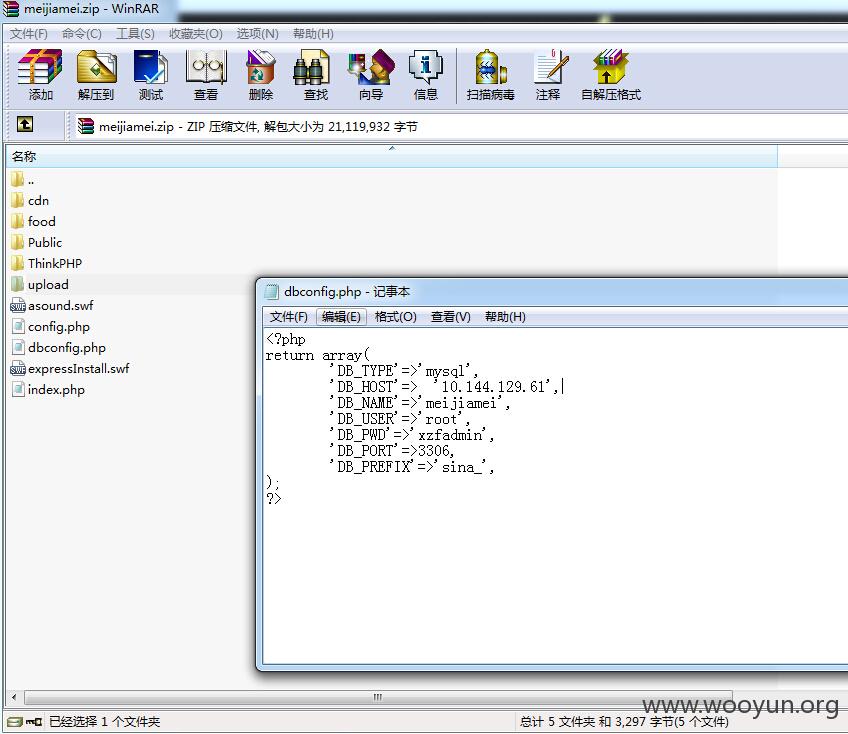 meijiamei.zip - WinRAR
文件(F) 命令(C) 工具(S) 收藏夹(O) 选项(N) 帮助(H)
添加 解压到 测试 查看 删除 查找 向导 信息 扫描病毒 注释 自解压格式
meijiamei.zip - ZIP 压缩文件, 解包大小为 21,119,932 字节
名称
..
cdn
food
Public
ThinkPHP
upload
asound.swf
config.php
dbconfig.php
expressInstall.swf
index.php
dbconfig.php - 记事本
文件(F) 编辑(E) 格式(O) 查看(V) 帮助(H)
<?php
return array(
'DB_TYPE'=>'mysql',
'DB_HOST'=> '10.144.129.61',
'DB_NAME'=>'meijiamei',
'DB_USER'=>'root',
'DB_PWD'=>'xzfadmin',
'DB_PORT'=>3306,
'DB_PREFIX'=>'sina_',
);
?>
www.wooyun.org
已经选择 1 个文件夹
总计 5 文件夹 和 3,297 字节(5 个文件)